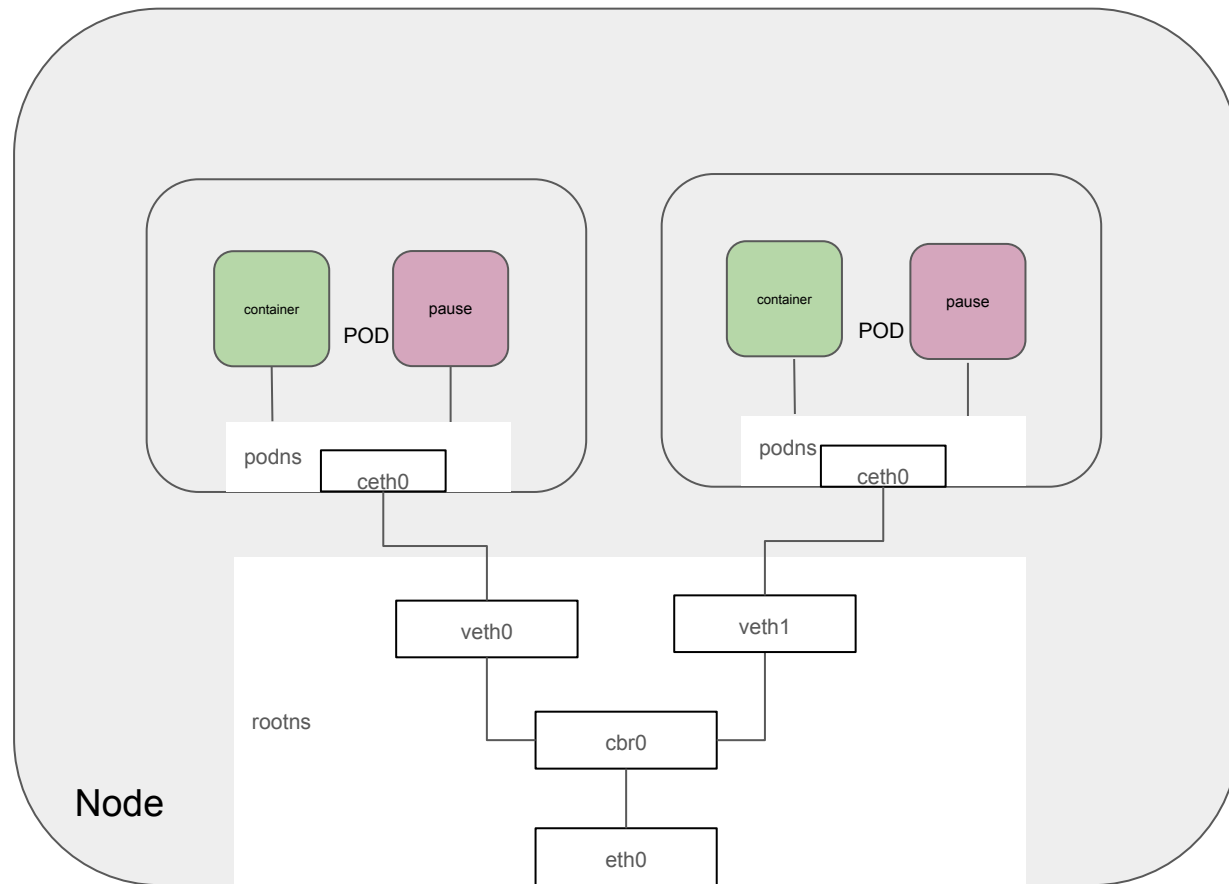 container
POD
pause
container
POD
pause
podns
ceth0
podns
ceth0
veth0
veth1
rootns
cbr0
Node
eth0